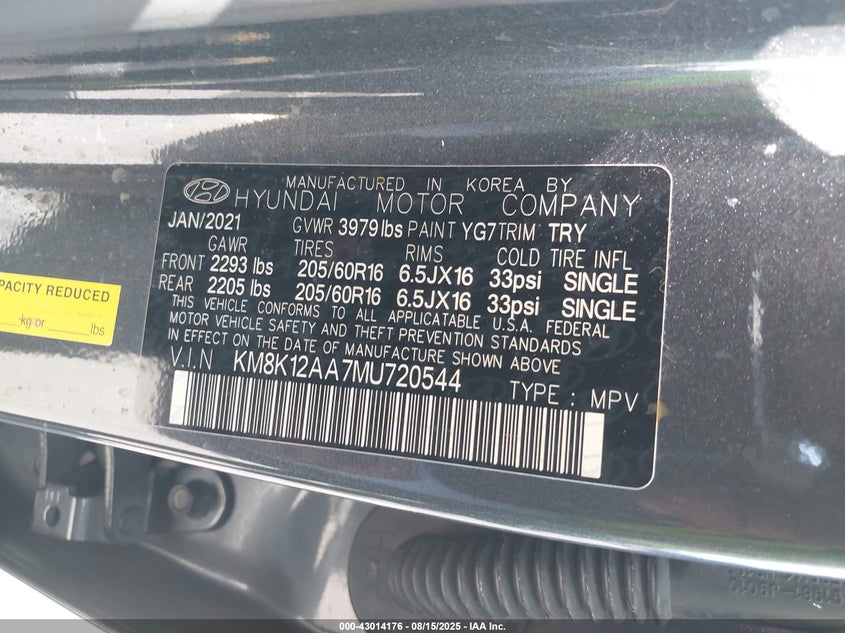 MANUFACTURED IN KOREA BY
HYUNDAI MOTOR COMPANY
JAN/2021 GVWR 3979 lbs PAINT YG7 TRIM TRY
GAWR TIRES RIMS COLD TIRE INFL
FRONT 2293 lbs 205/60R16 6.5JX16 33psi SINGLE
REAR 2205 lbs 205/60R16 6.5JX16 33psi SINGLE
THIS VEHICLE CONFORMS TO ALL APPLICATABLE U.S.A. FEDERAL
MOTOR VEHICLE SAFETY AND THEFT PREVENTION STANDARDS
IN EFFECT ON THE DATE OF MANUFACTURE SHOWN ABOVE
V.I.N KM8K12AA7MU720544 TYPE : MPV
PACITY REDUCED
kg or lbs
000-43014176 - 08/15/2025 - IAA Inc.